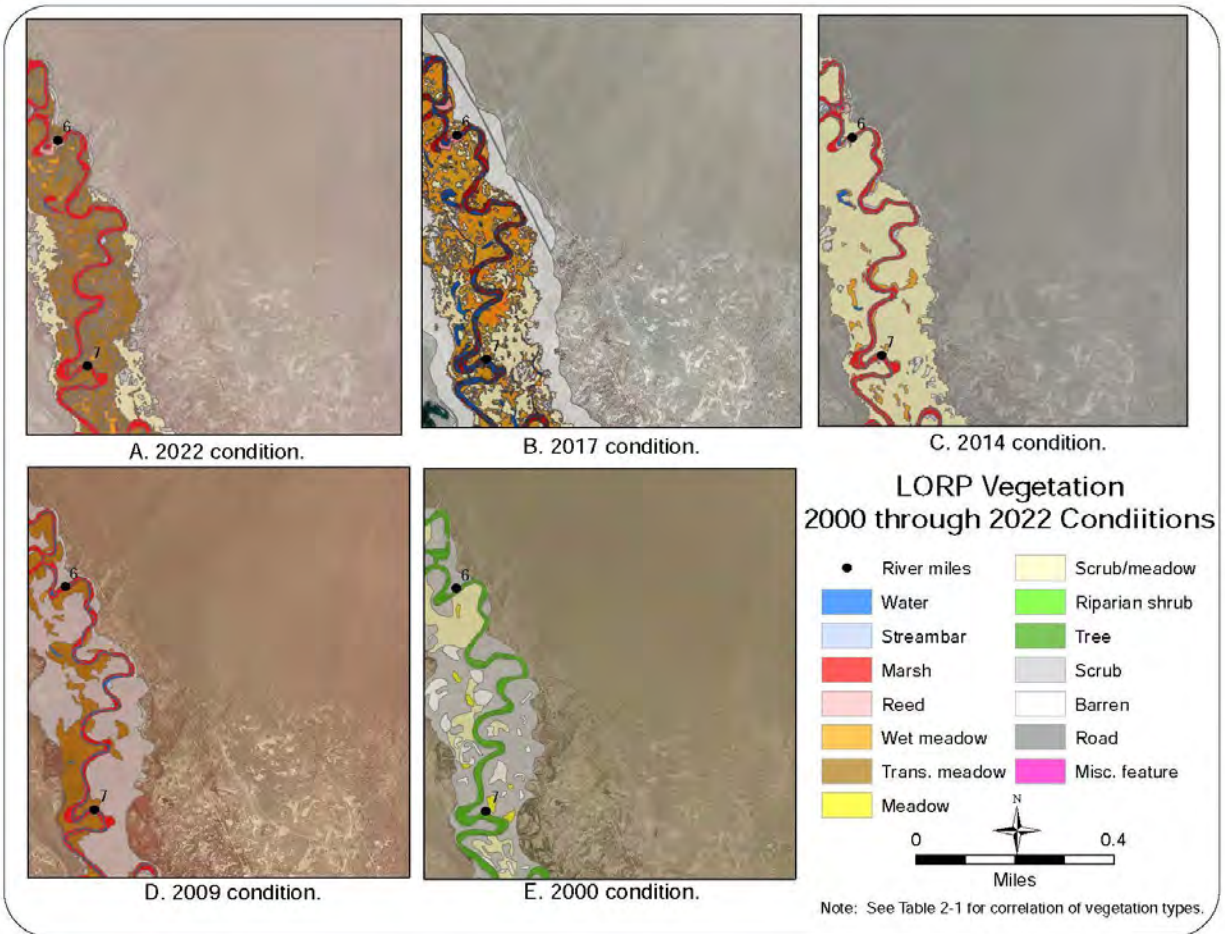 6
7
A. 2022 condition.
6
7
B. 2017 condition.
6
7
C. 2014 condition.
6
7
D. 2009 condition.
6
7
E. 2000 condition.
LORP Vegetation
2000 through 2022 Condiitions
River miles
Water
Streambar
Marsh
Reed
Wet meadow
Trans. meadow
Meadow
Scrub/meadow
Riparian shrub
Tree
Scrub
Barren
Road
Misc. feature
N
0 0.4
Miles
Note: See Table 2-1 for correlation of vegetation types.